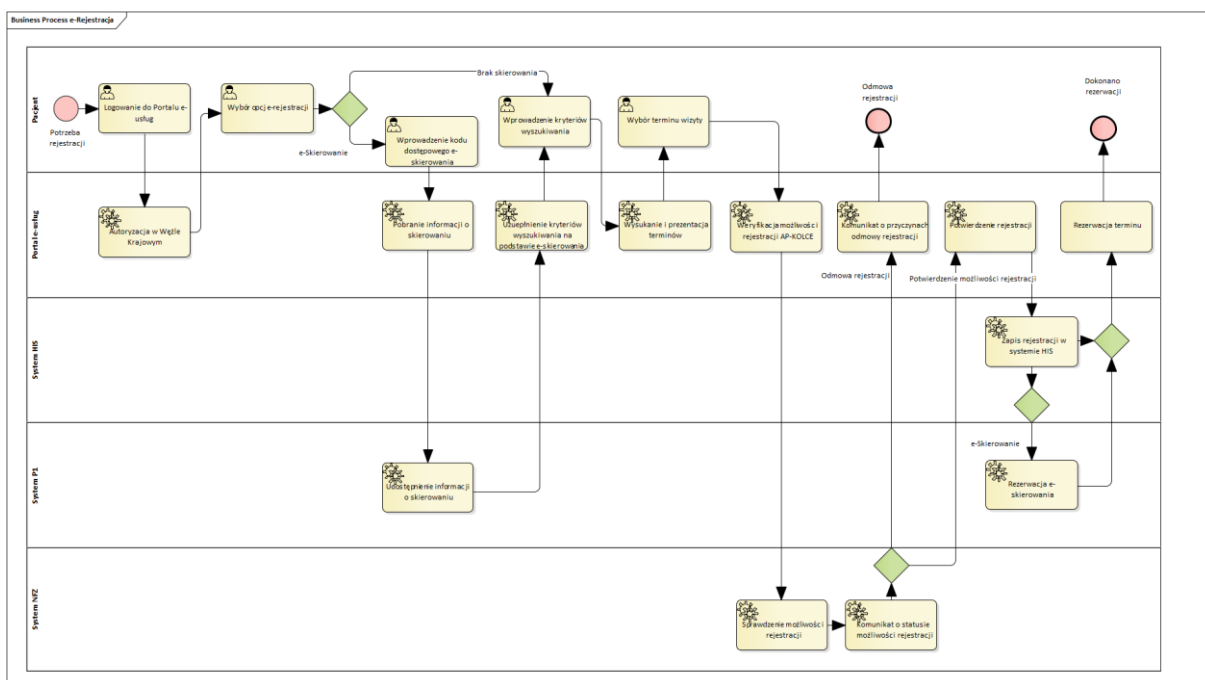 Business Process e-Rejestracja
Pacjent
Potrzeba
rejestracji
Logowanie do Portalu e-
usług
Wybór opcj e-rejestracji
Brak skierowania
e-Skierowanie
Wprowadzenie kodu
dostępowego e-
skierowania
Wprowadzenie kryteriów
wyszukiwania
Wybór terminu wizyty
Odmowa
rejestracji
Dokonano
rezerwacji
Portal e-usług
Autoryzacja w Węźle
Krajowym
Pobranie informacji o
skierowaniu
Uzuepłnienie kryteriów
wyszukiwania na
podstawie e-skierowania
Wysukanie i prezentacja
terminów
Weryfikacja możliwości
rejestracji AP-KOLCE
Komunikat o przyczynach
odmowy rejestracji
Potwierdzenie rejestracji
Rezerwacja terminu
Odmowa rejestracji
Potwierdzenie możliwości rejestracji
System HIS
Zapis rejestracji w
systemie HIS
System P1
e-Skierowanie
Udostępnienie informacji
o skierowaniu
Rezerwacja e-
skierowania
System NFZ
Sprawdzenie możliwości
rejestracji
Komunikat o statusie
możliwości rejestracji